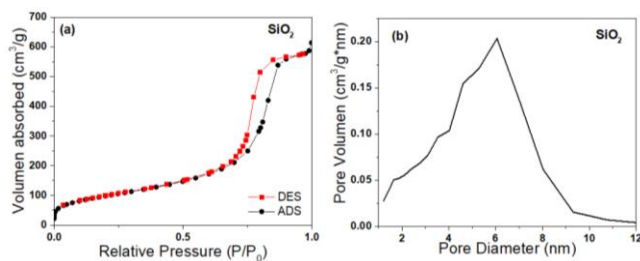 (a)
SiO₂
Volumen absorbed (cm³/g)
700
600
500
400
300
200
100
0
0.0
0.5
1.0
DES
ADS
Relative Pressure (P/P₀)
(b)
SiO₂
Pore Volumen (cm³/g*nm)
0.20
0.15
0.10
0.05
0.00
2
4
6
8
10
12
Pore Diameter (nm)